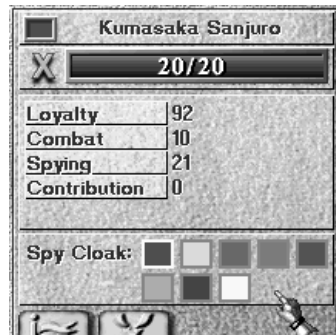 Kumasaka Sanjuro
20/20
Loyalty 92
Combat 10
Spying 21
Contribution 0
Spy Cloak: